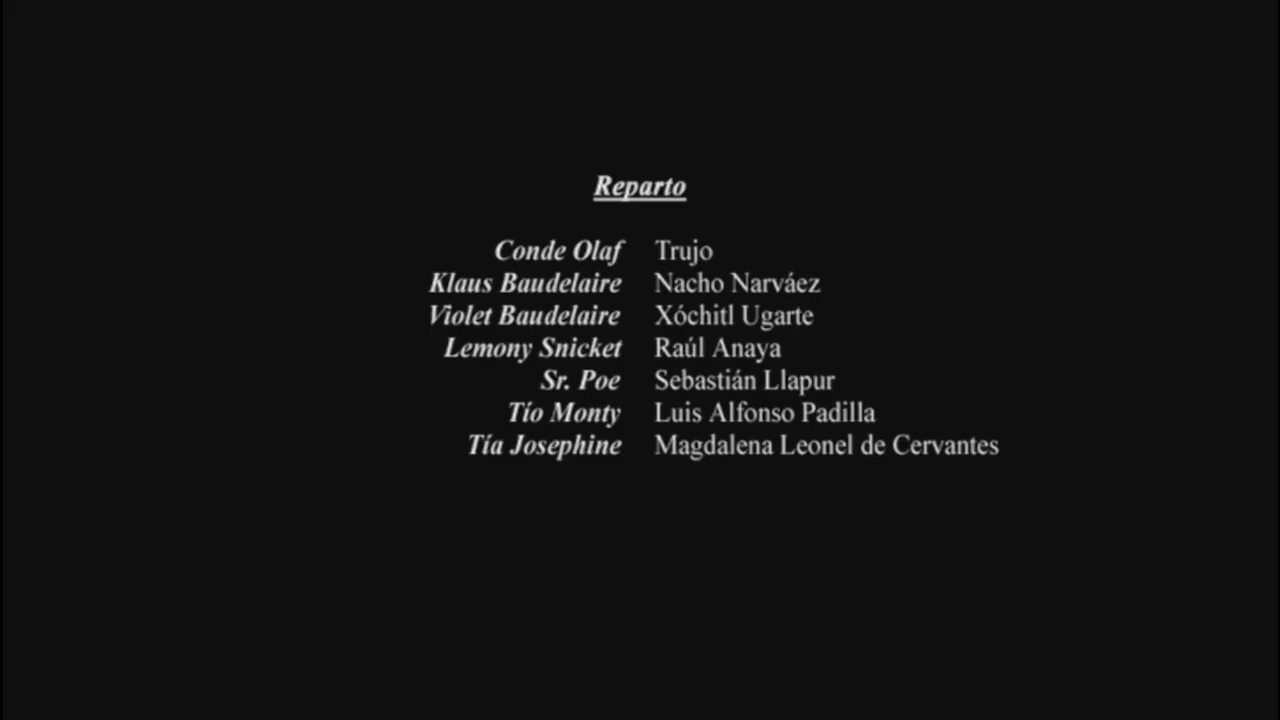 Reparto
Conde Olaf Trujo
Klaus Baudelaire Nacho Narváez
Violet Baudelaire Xóchitl Ugarte
Lemony Snicket Raúl Anaya
Sr. Poe Sebastián Llapur
Tío Monty Luis Alfonso Padilla
Tía Josephine Magdalena Leonel de Cervantes